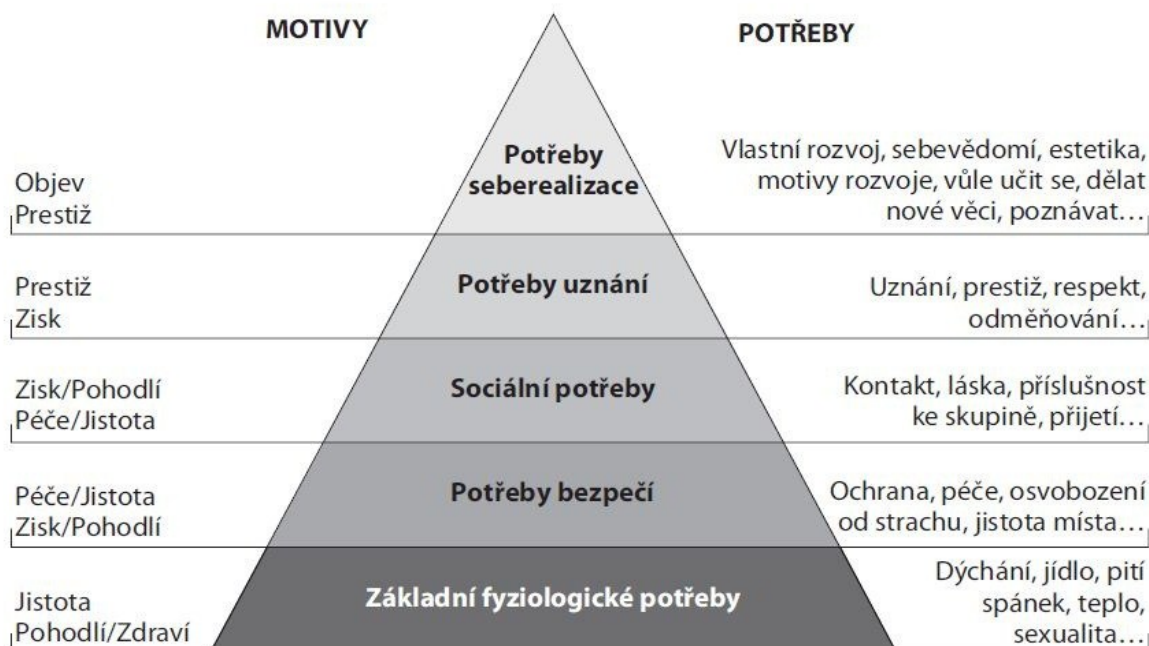 MOTIVY
POTŘEBY
Objev
Prestiž
Potřeby
seberealizace
Vlastní rozvoj, sebevědomí, estetika,
motivy rozvoje, vůle učit se, dělat
nové věci, poznávat…
Prestiž
Zisk
Potřeby uznání
Uznání, prestiž, respekt,
odměňování…
Zisk/Pohodlí
Péče/Jistota
Sociální potřeby
Kontakt, láska, příslušnost
ke skupině, přijetí…
Péče/Jistota
Zisk/Pohodlí
Potřeby bezpečí
Ochrana, péče, osvobození
od strachu, jistota místa…
Jistota
Pohodlí/Zdraví
Základní fyziologické potřeby
Dýchání, jídlo, pití
spánek, teplo,
sexualita…